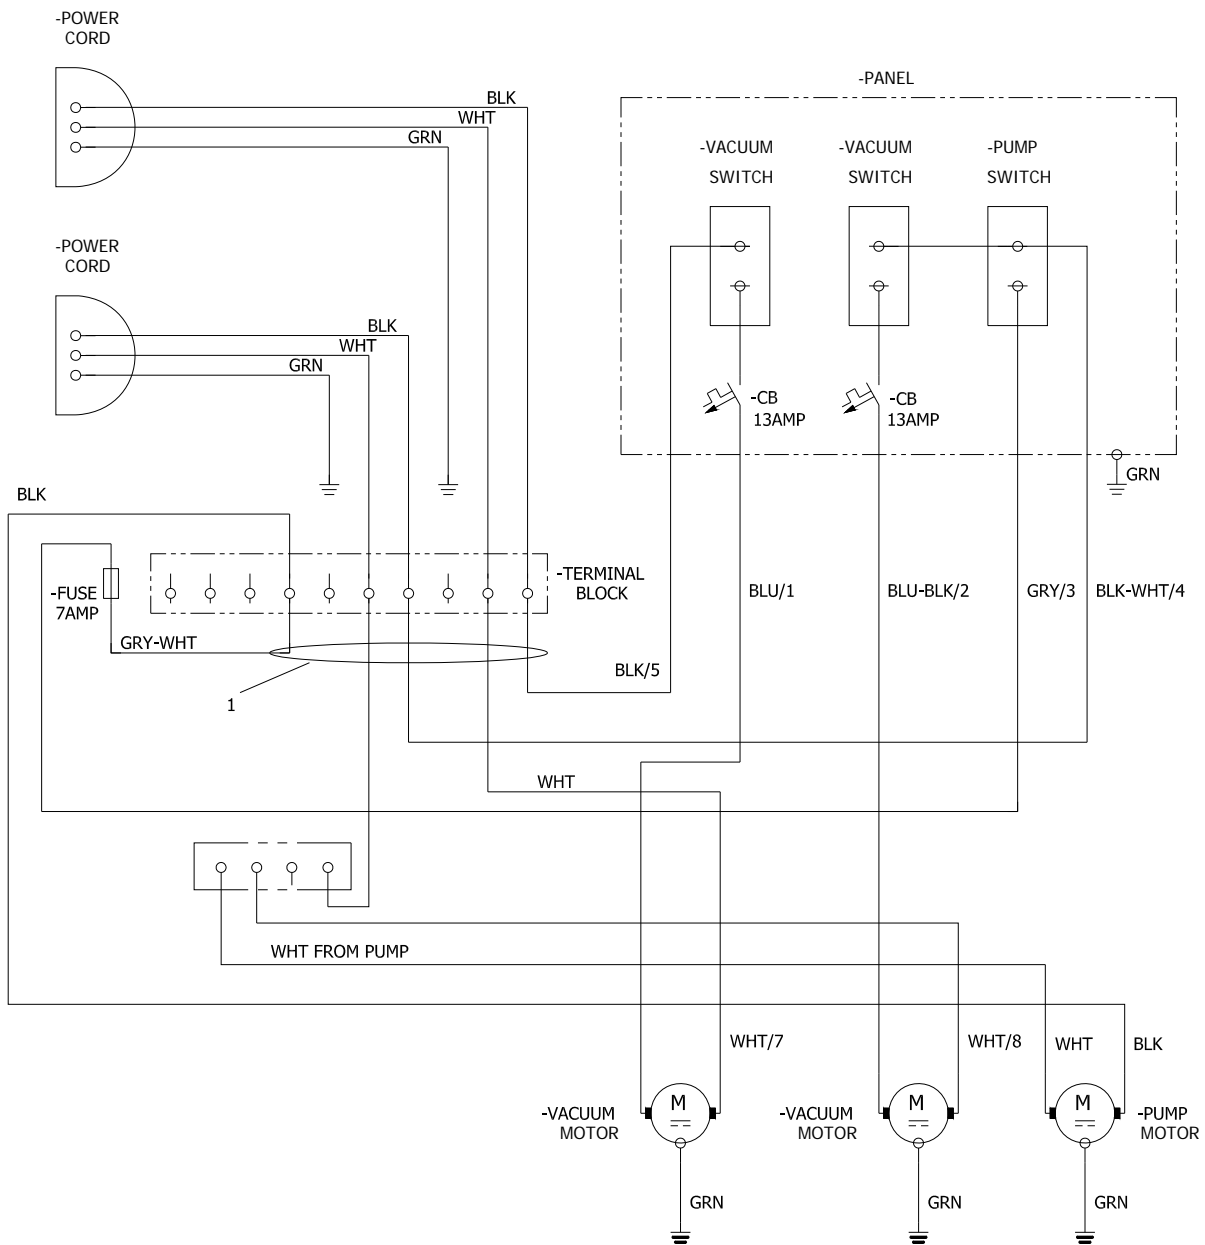 -POWER
CORD
BLK
WHT
GRN
-PANEL
-VACUUM
SWITCH
-VACUUM
SWITCH
-PUMP
SWITCH
-POWER
CORD
BLK
WHT
GRN
-CB
13AMP
-CB
13AMP
GRN
BLK
-FUSE
7AMP
-TERMINAL
BLOCK
BLU/1
BLU-BLK/2
GRY/3
BLK-WHT/4
GRY-WHT
BLK/5
1
WHT
WHT FROM PUMP
WHT/7
WHT/8
WHT
BLK
-VACUUM
MOTOR
M
-VACUUM
MOTOR
M
M
-PUMP
MOTOR
GRN
GRN
GRN